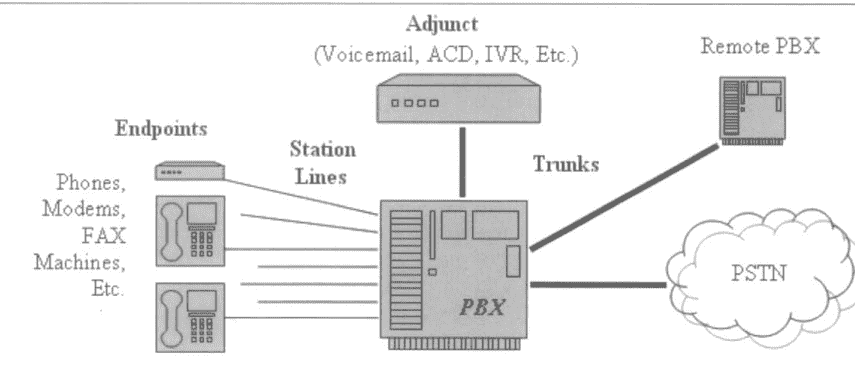 Adjunct
(Voicemail, ACD, IVR, Etc.)
Remote PBX
Endpoints
Station
Lines
Trunks
Phones,
Modems,
FAX
Machines,
Etc.
PBX
PSTN